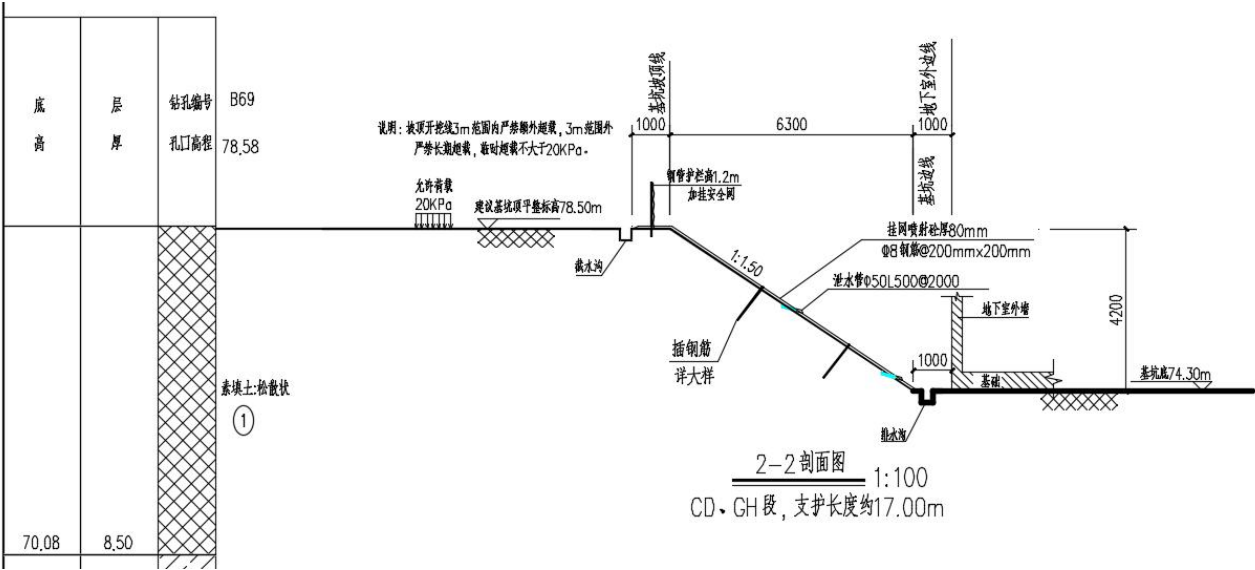 底高
层厚
钻孔编号 B69
孔口高程 78.58
说明：坡顶开挖线3m范围内严禁额外超载，3m范围外
严禁长期超载，临时超载不大于20KPa。
允许荷载
20KPa
建议基坑顶平整标高78.50m
截水沟
基坑坡顶线
地下室外边线
1000
6300
1000
基坑边线
钢管护栏高1.2m
加挂安全网
1:1.50
挂网喷射砼厚80mm
Φ8钢筋@200mmx200mm
泄水管Φ50L500@2000
地下室外墙
4200
插钢筋
详大样
1000
基础
基坑底74.30m
排水沟
素填土:松散状
①
70.08
8.50
2-2剖面图 1:100
CD、GH段，支护长度约17.00m